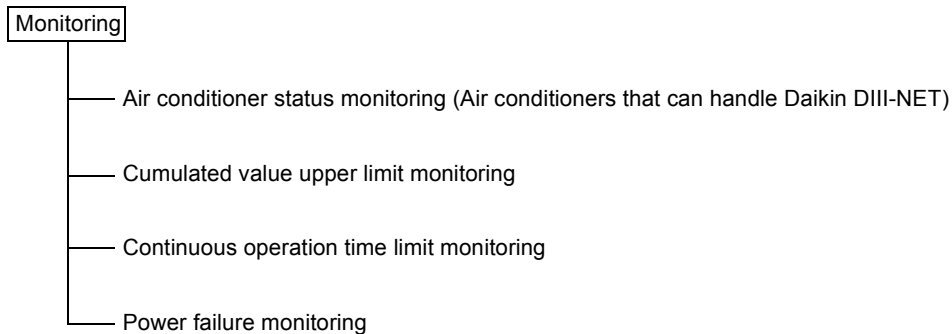 Monitoring
Air conditioner status monitoring (Air conditioners that can handle Daikin DIII-NET)
Cumulated value upper limit monitoring
Continuous operation time limit monitoring
Power failure monitoring